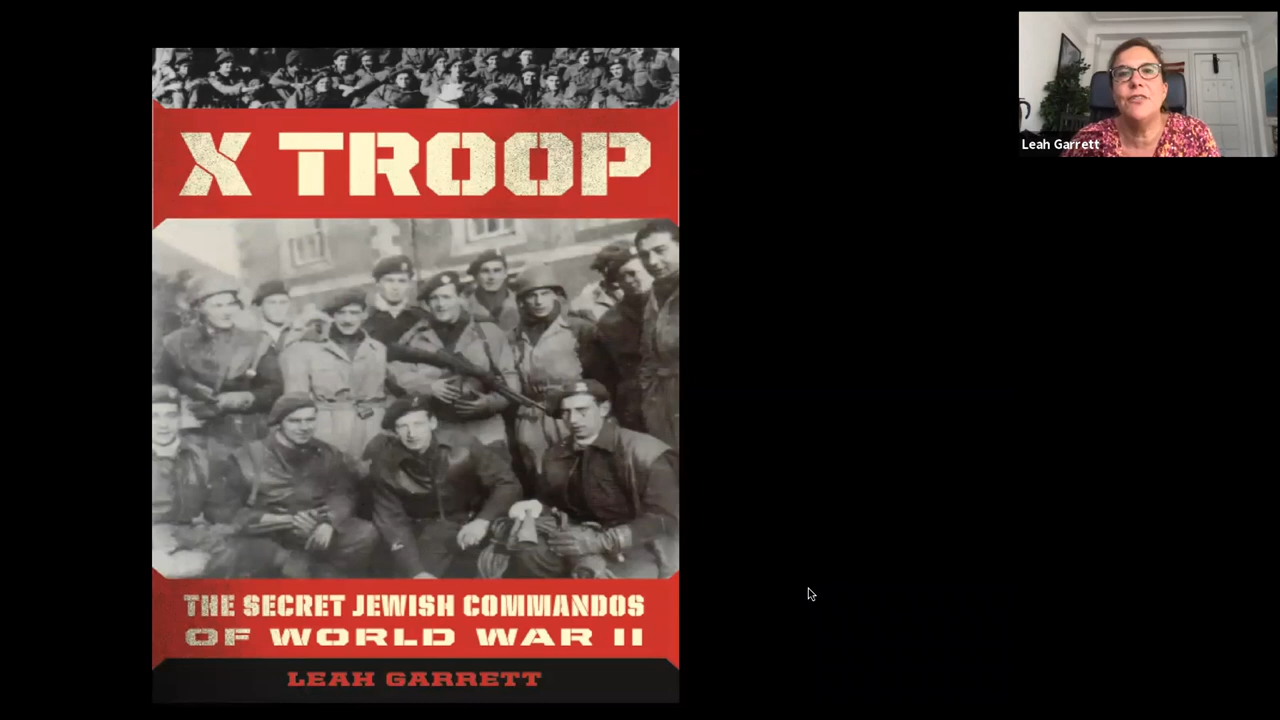 X TROOP
THE SECRET JEWISH COMMANDOS
OF WORLD WAR II
LEAH GARRETT
Leah Garrett